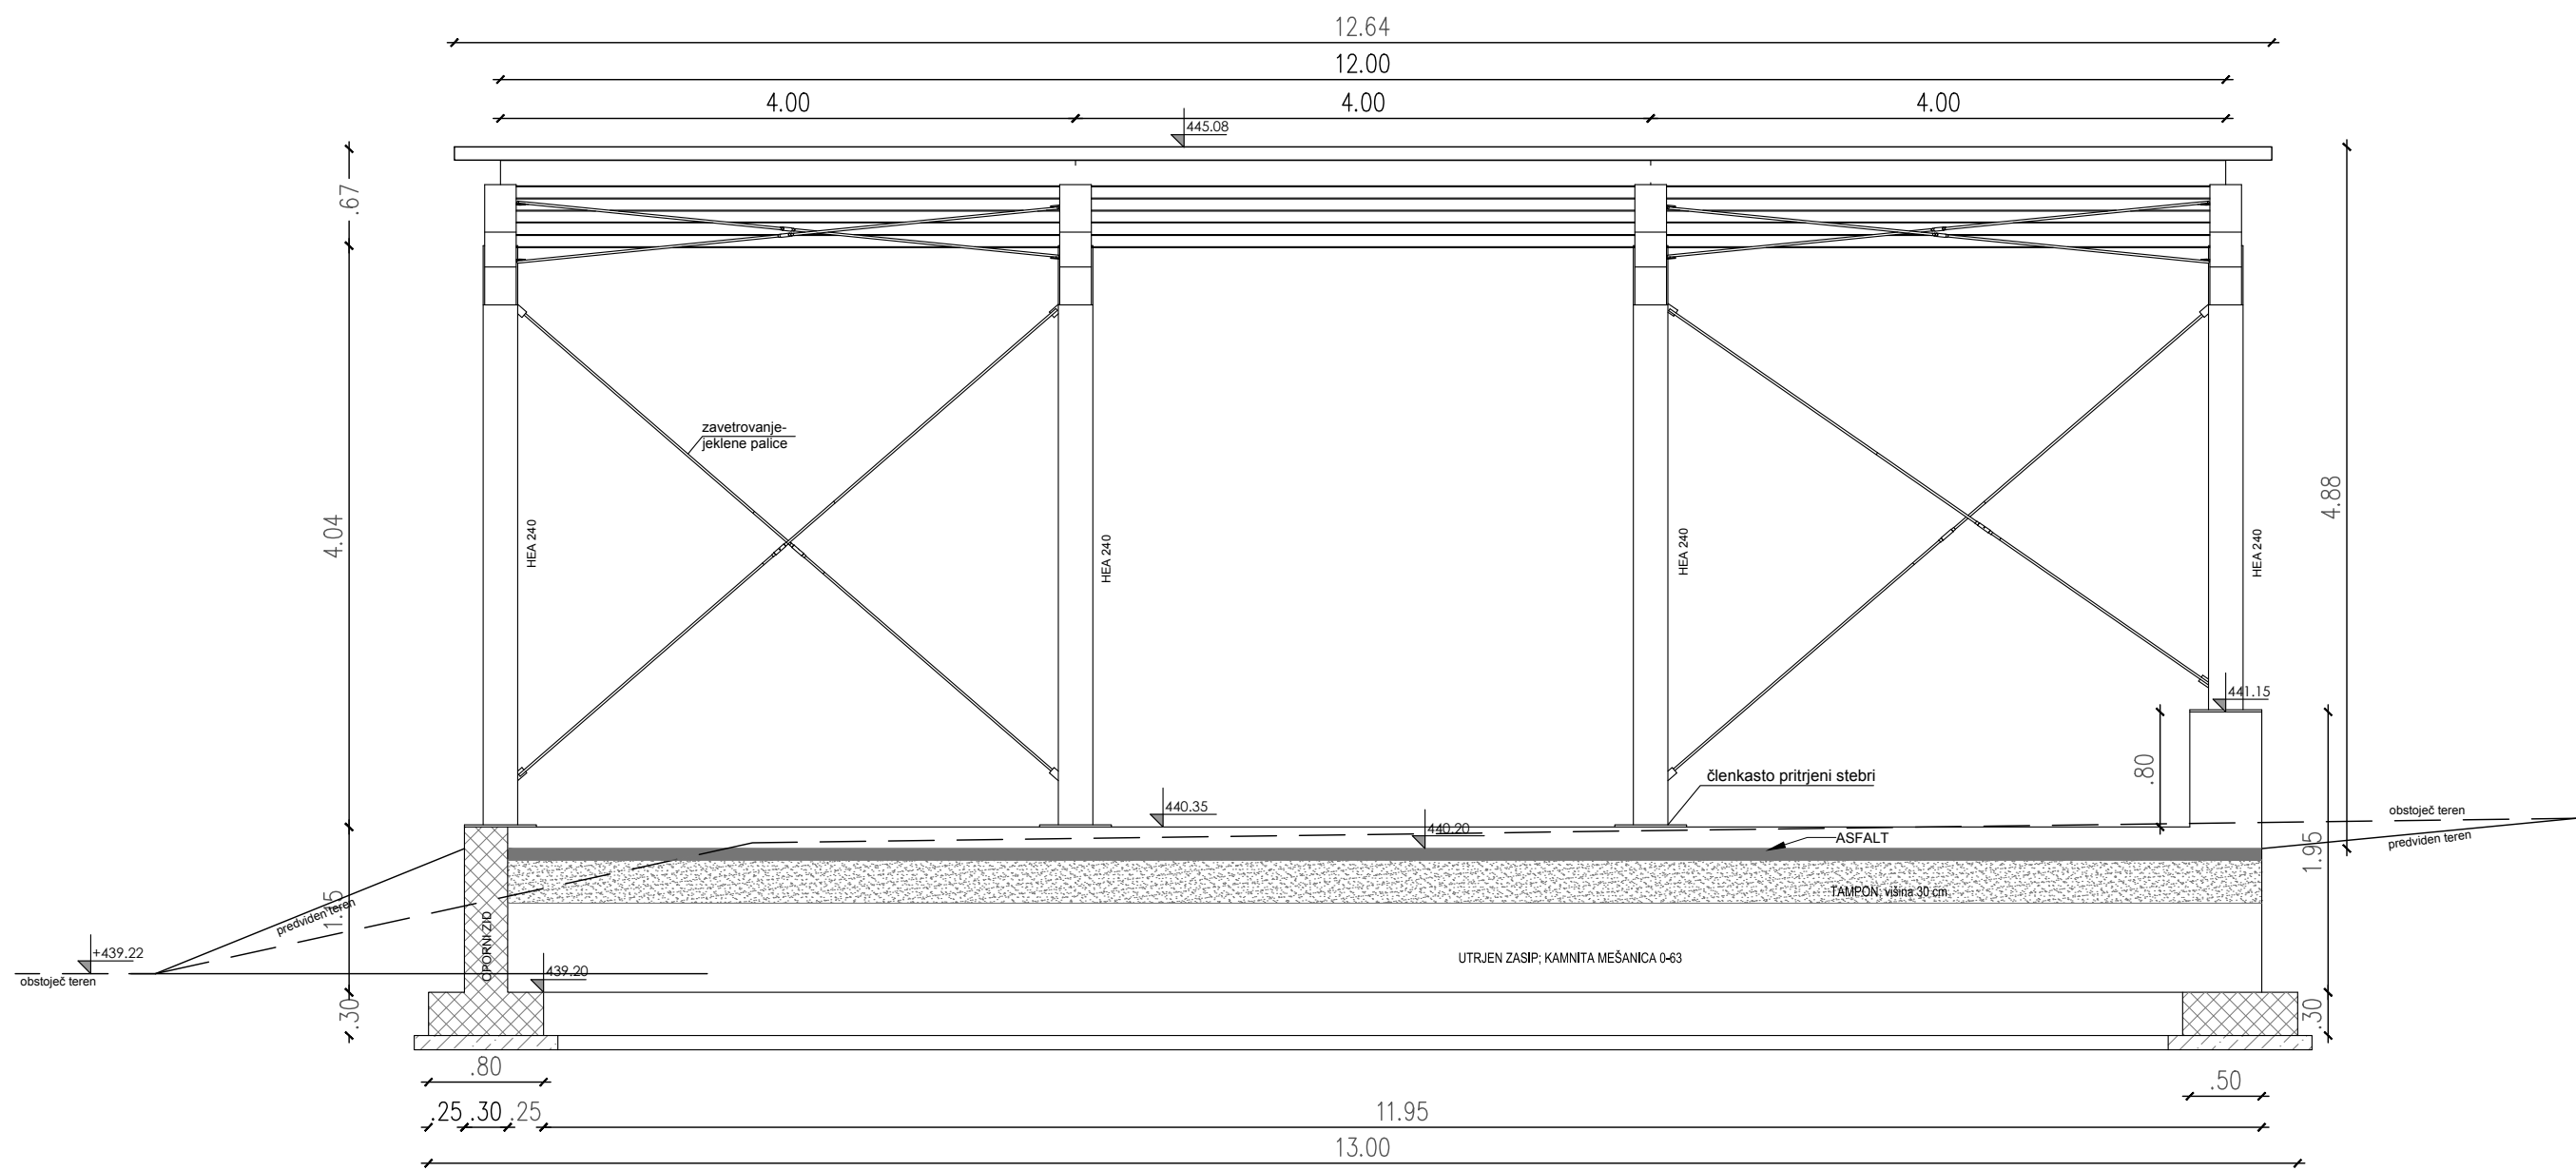 12.64
12.00
4.00 4.00 4.00
445.08
.67
zavetrovanje-
jeklene palice
4.04
HEA 240
HEA 240
HEA 240
HEA 240
4.88
441.15
.80
členkasto pritrjeni stebri
440.35
440.20
ASFALT
obstoječ teren
predviden teren
1.95
TAMPON, višina 30 cm
predviden teren
OPORNI ZID
+439.22
obstoječ teren
439.20
UTRJEN ZASIP; KAMNITA MEŠANICA 0-63
.30
.30
.80
.50
.25 .30 .25
11.95
13.00